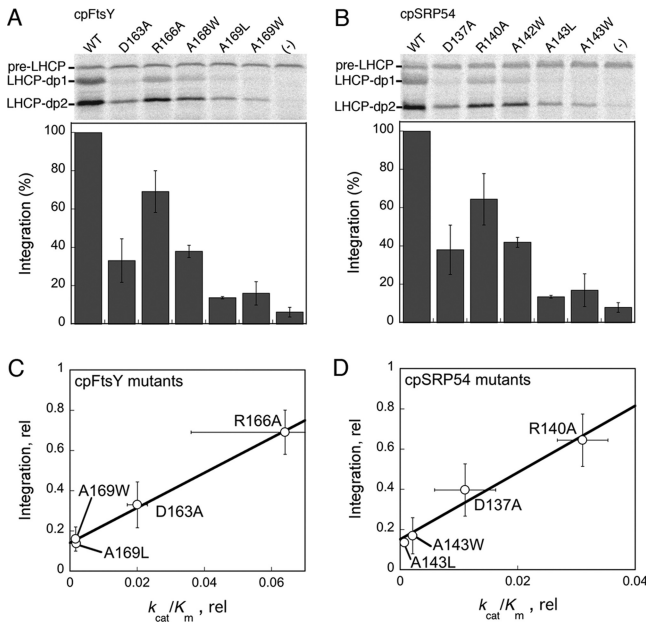 A
cpFtsY
WT
D163A
R166A
A168W
A169L
A169W
(-)
pre-LHCP
LHCP-dp1
LHCP-dp2
Integration (%)
100
80
60
40
20
0
B
cpSRP54
WT
D137A
R140A
A142W
A143L
A143W
(-)
pre-LHCP
LHCP-dp1
LHCP-dp2
Integration (%)
100
80
60
40
20
0
C
cpFtsY mutants
Integration, rel
1
0.8
0.6
0.4
0.2
0
R166A
A169W
D163A
A169L
0
0.02
0.04
0.06
kcat/Km , rel
D
cpSRP54 mutants
Integration, rel
1
0.8
0.6
0.4
0.2
0
R140A
D137A
A143W
A143L
0
0.02
0.04
kcat/Km , rel